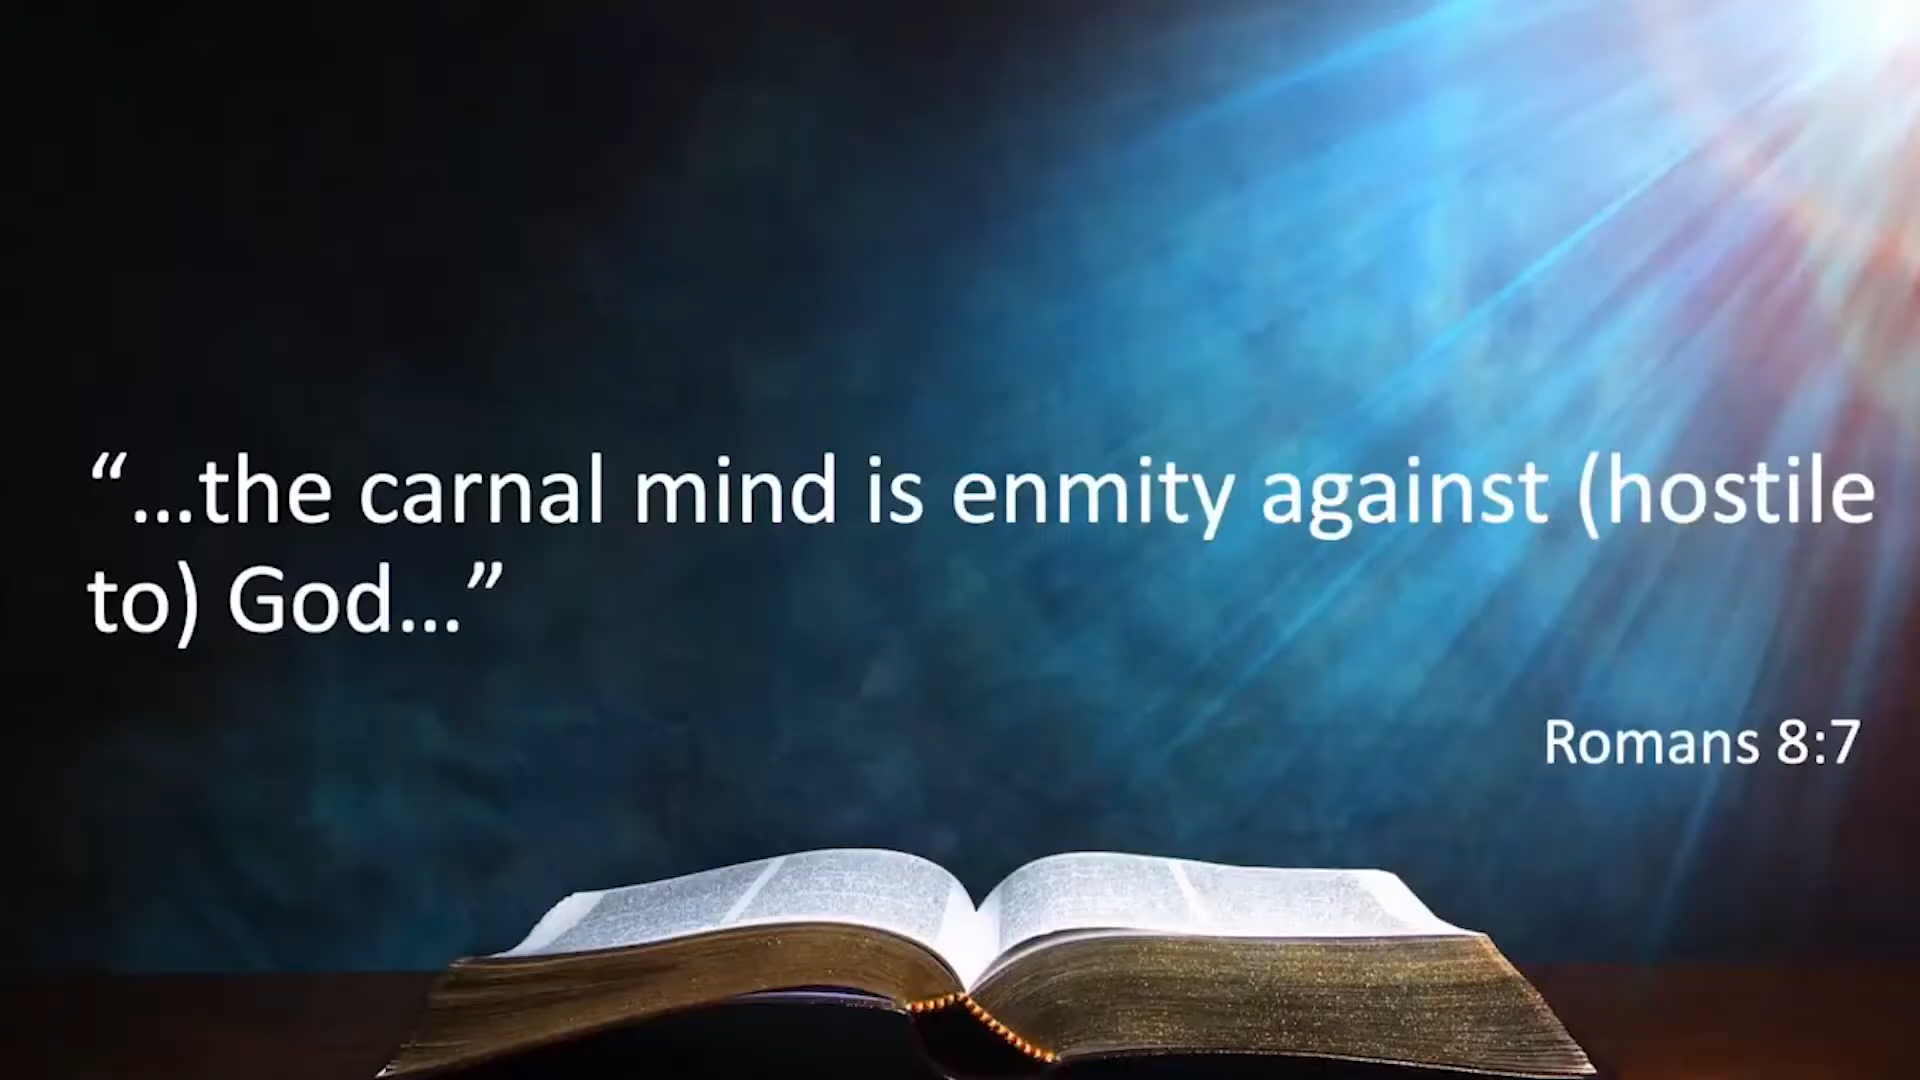 “…the carnal mind is enmity against (hostile
to) God…”
Romans 8:7